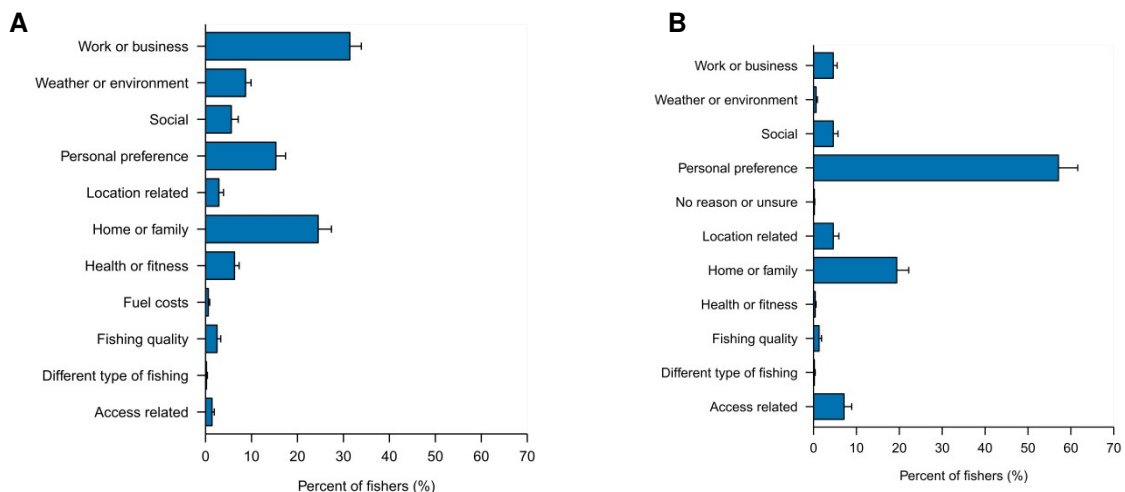 A
Work or business
Weather or environment
Social
Personal preference
Location related
Home or family
Health or fitness
Fuel costs
Fishing quality
Different type of fishing
Access related
0 10 20 30 40 50 60 70
Percent of fishers (%)
B
Work or business
Weather or environment
Social
Personal preference
No reason or unsure
Location related
Home or family
Health or fitness
Fishing quality
Different type of fishing
Access related
0 10 20 30 40 50 60 70
Percent of fishers (%)